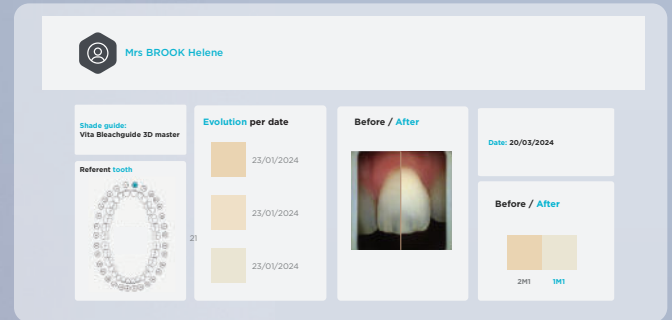 Mrs BROOK Helene
Shade guide:
Vita Bleachguide 3D master
Referent tooth
21
Evolution per date
23/01/2024
23/01/2024
23/01/2024
Before / After
Date: 20/03/2024
Before / After
2M1 1M1